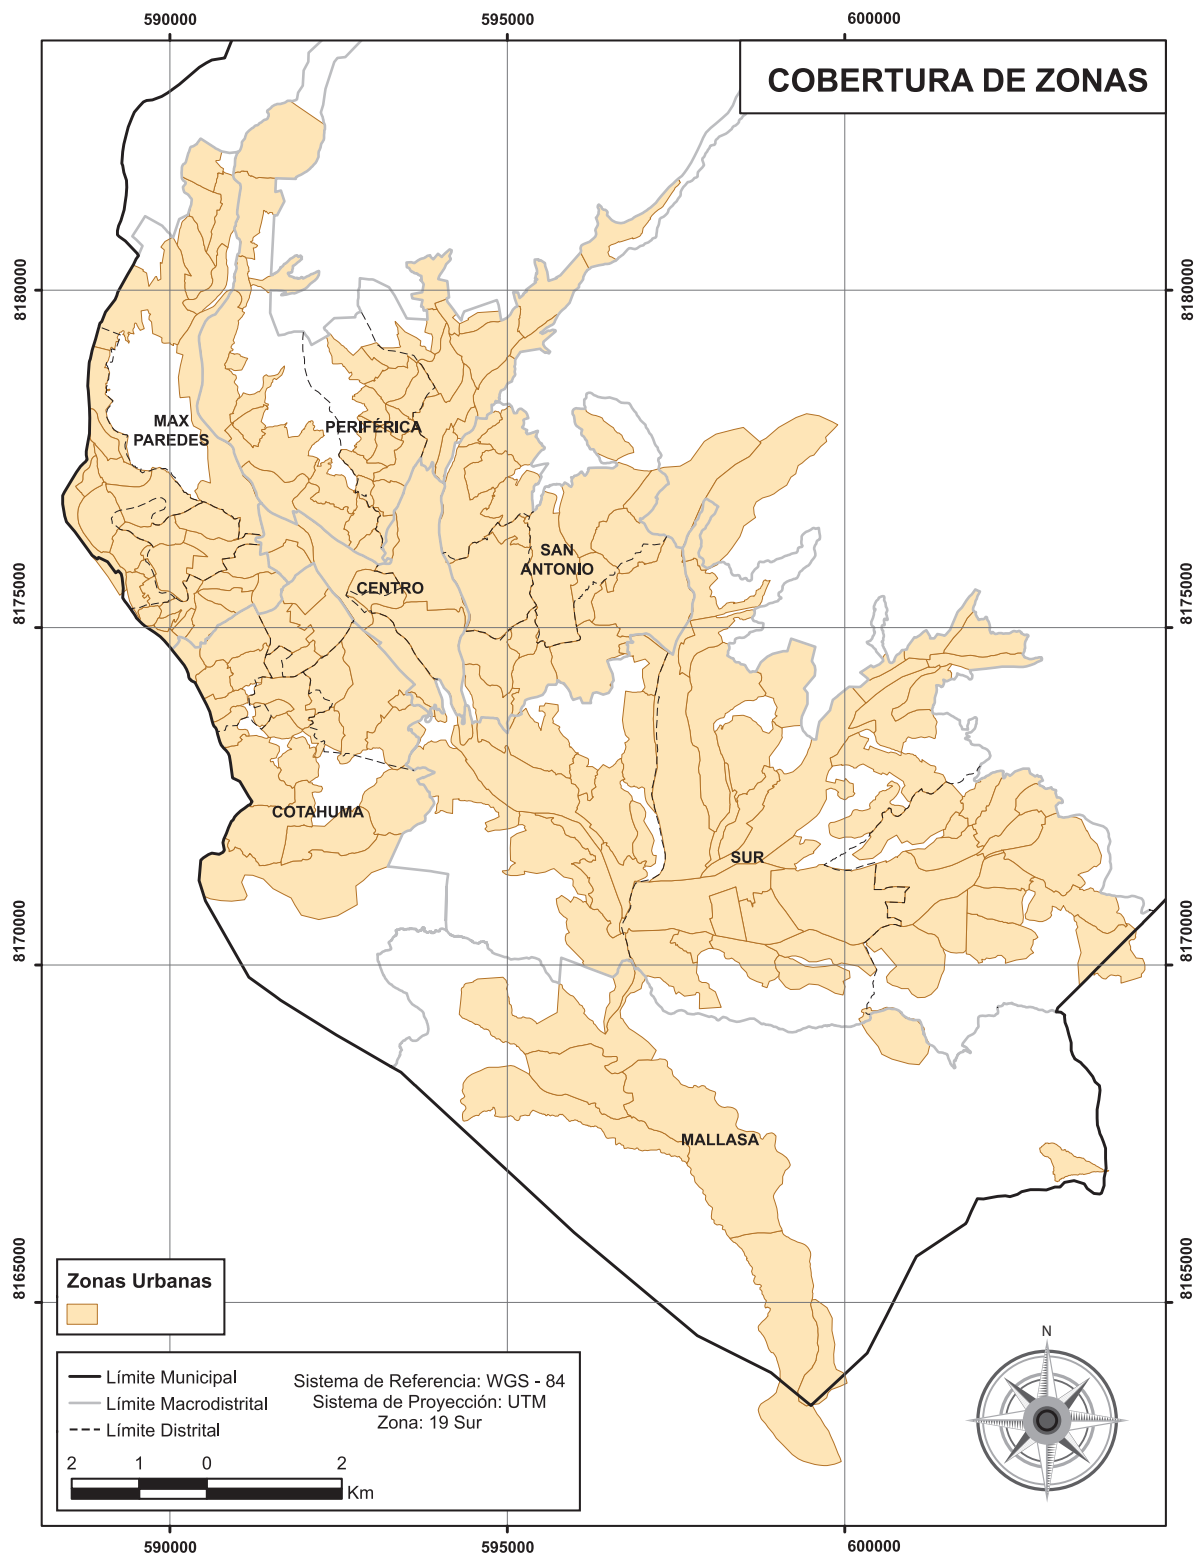 590000
595000
600000
COBERTURA DE ZONAS
8180000
8180000
MAX
PAREDES
PERIFÉRICA
SAN
ANTONIO
CENTRO
8175000
8175000
COTAHUMA
SUR
8170000
8170000
MALLASA
8165000
8165000
Zonas Urbanas
Límite Municipal
Límite Macrodistrital
Límite Distrital
Sistema de Referencia: WGS - 84
Sistema de Proyección: UTM
Zona: 19 Sur
2 1 0 2
Km
N
590000
595000
600000